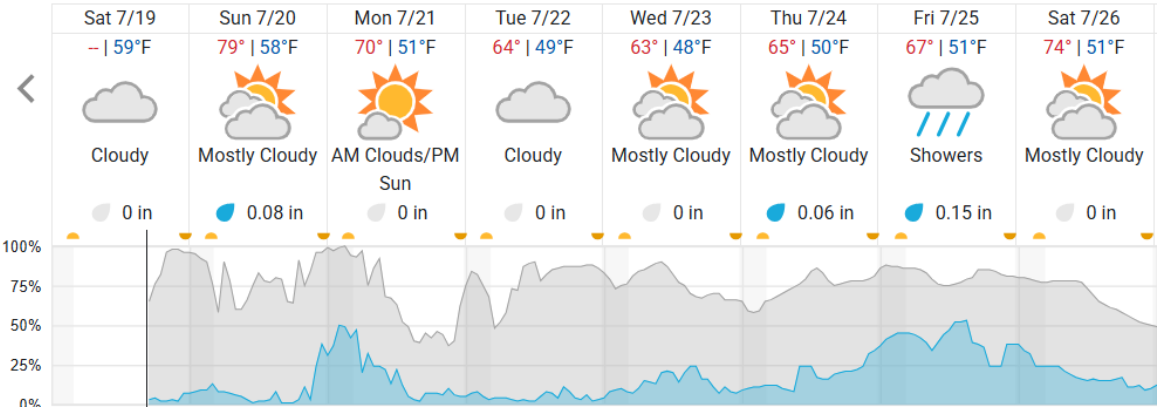 Sat 7/19 Sun 7/20 Mon 7/21 Tue 7/22 Wed 7/23 Thu 7/24 Fri 7/25 Sat 7/26
-- | 59°F 79° | 58°F 70° | 51°F 64° | 49°F 63° | 48°F 65° | 50°F 67° | 51°F 74° | 51°F
Cloudy Mostly Cloudy AM Clouds/PM Cloudy Mostly Cloudy Mostly Cloudy Showers Mostly Cloudy
Sun
0 in 0.08 in 0 in 0 in 0 in 0.06 in 0.15 in 0 in
100%
75%
50%
25%
0%